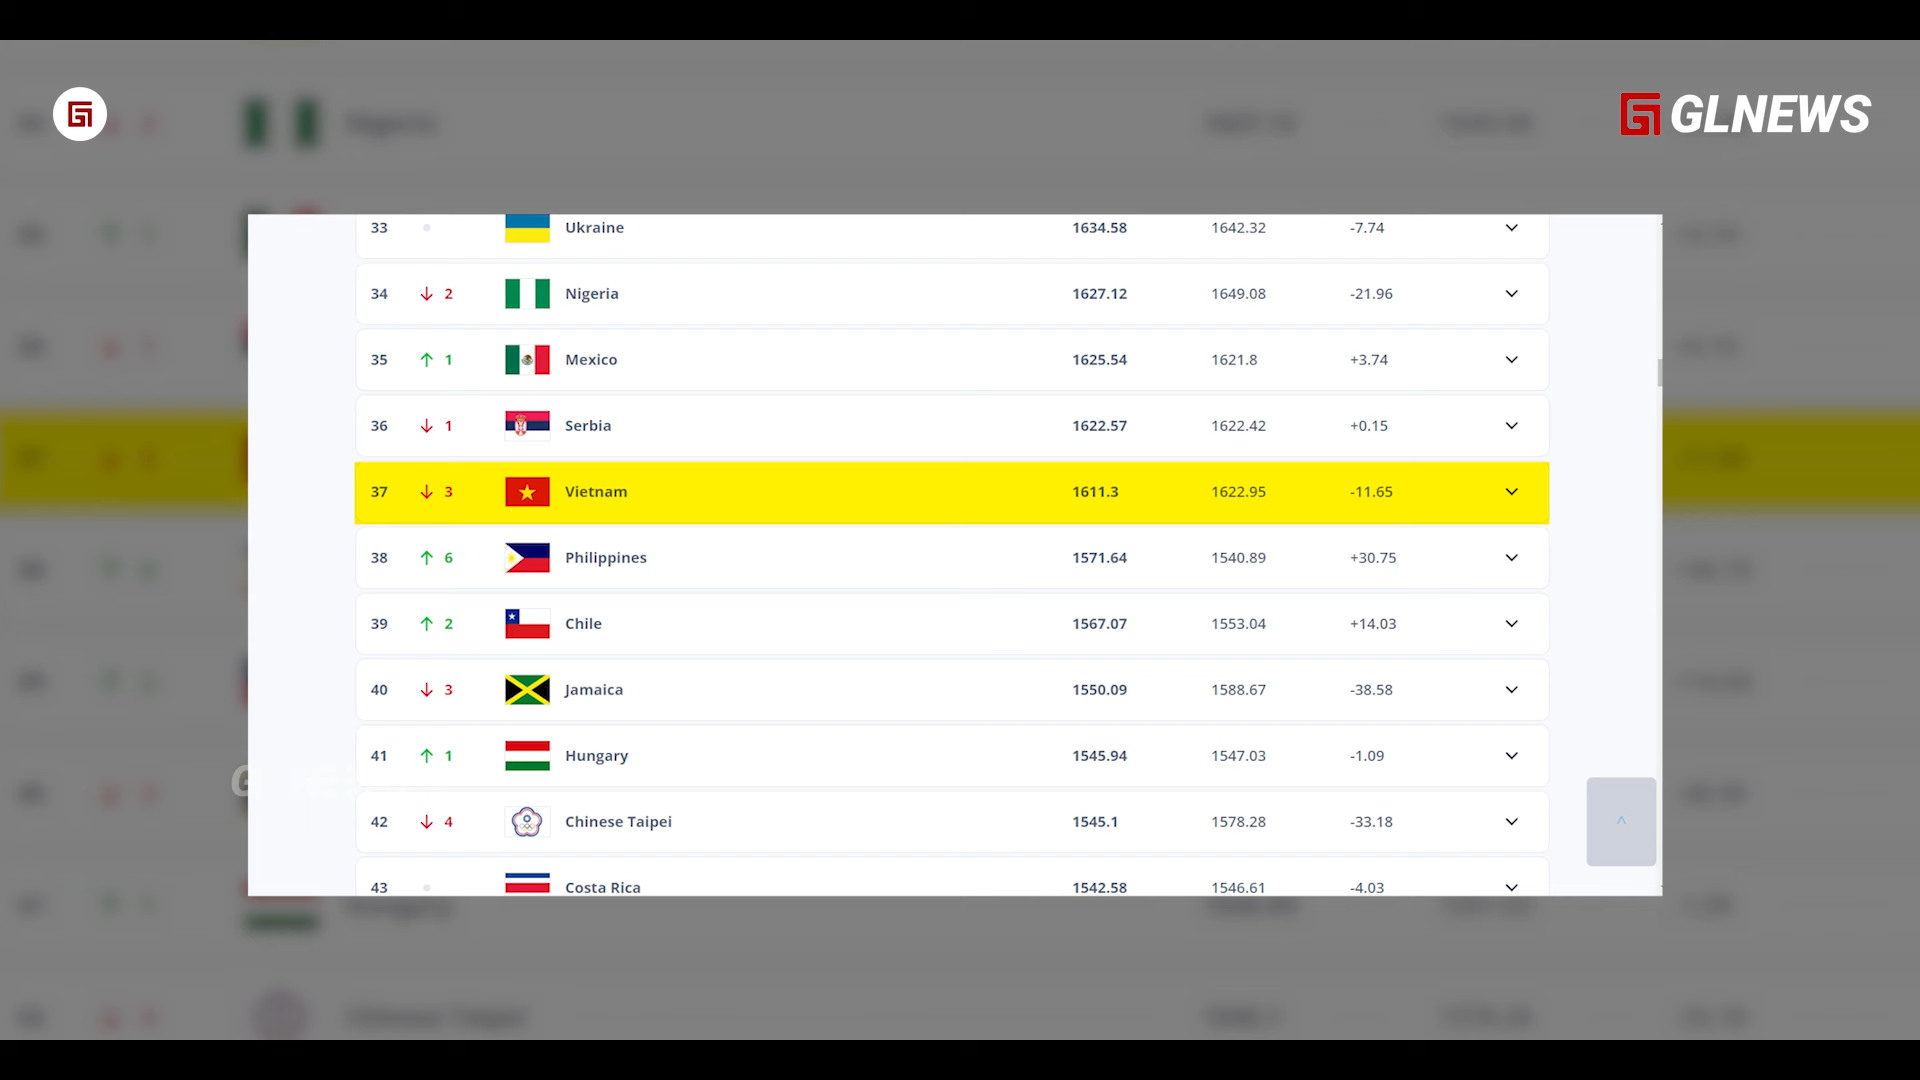 GLNEWS
33 Ukraine 1634.58 1642.32 -7.74
34 2 Nigeria 1627.12 1649.08 -21.96
35 1 Mexico 1625.54 1621.8 +3.74
36 1 Serbia 1622.57 1622.42 +0.15
37 3 Vietnam 1611.3 1622.95 -11.65
38 6 Philippines 1571.64 1540.89 +30.75
39 2 Chile 1567.07 1553.04 +14.03
40 3 Jamaica 1550.09 1588.67 -38.58
41 1 Hungary 1545.94 1547.03 -1.09
42 4 Chinese Taipei 1545.1 1578.28 -33.18
43 Costa Rica 1542.58 1546.61 -4.03